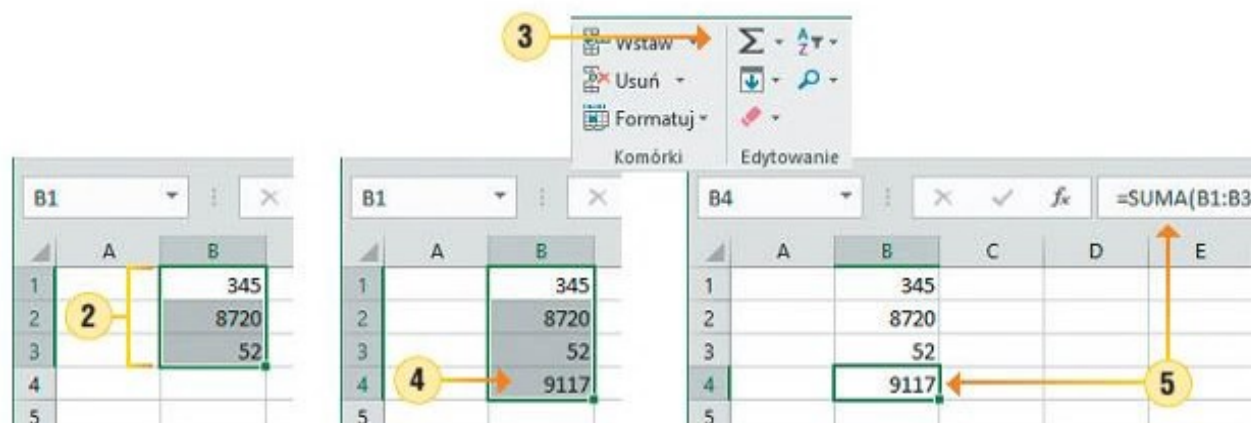 3
Wstaw
Usuń
Formatuj
Komórki
Σ
A
Z
Edytowanie
B1
A B
1 345
2 8720
3 52
4
5
2
B1
A B
1 345
2 8720
3 52
4 9117
5
4
B4 fx =SUMA(B1:B3
A B C D E
1 345
2 8720
3 52
4 9117
5
5